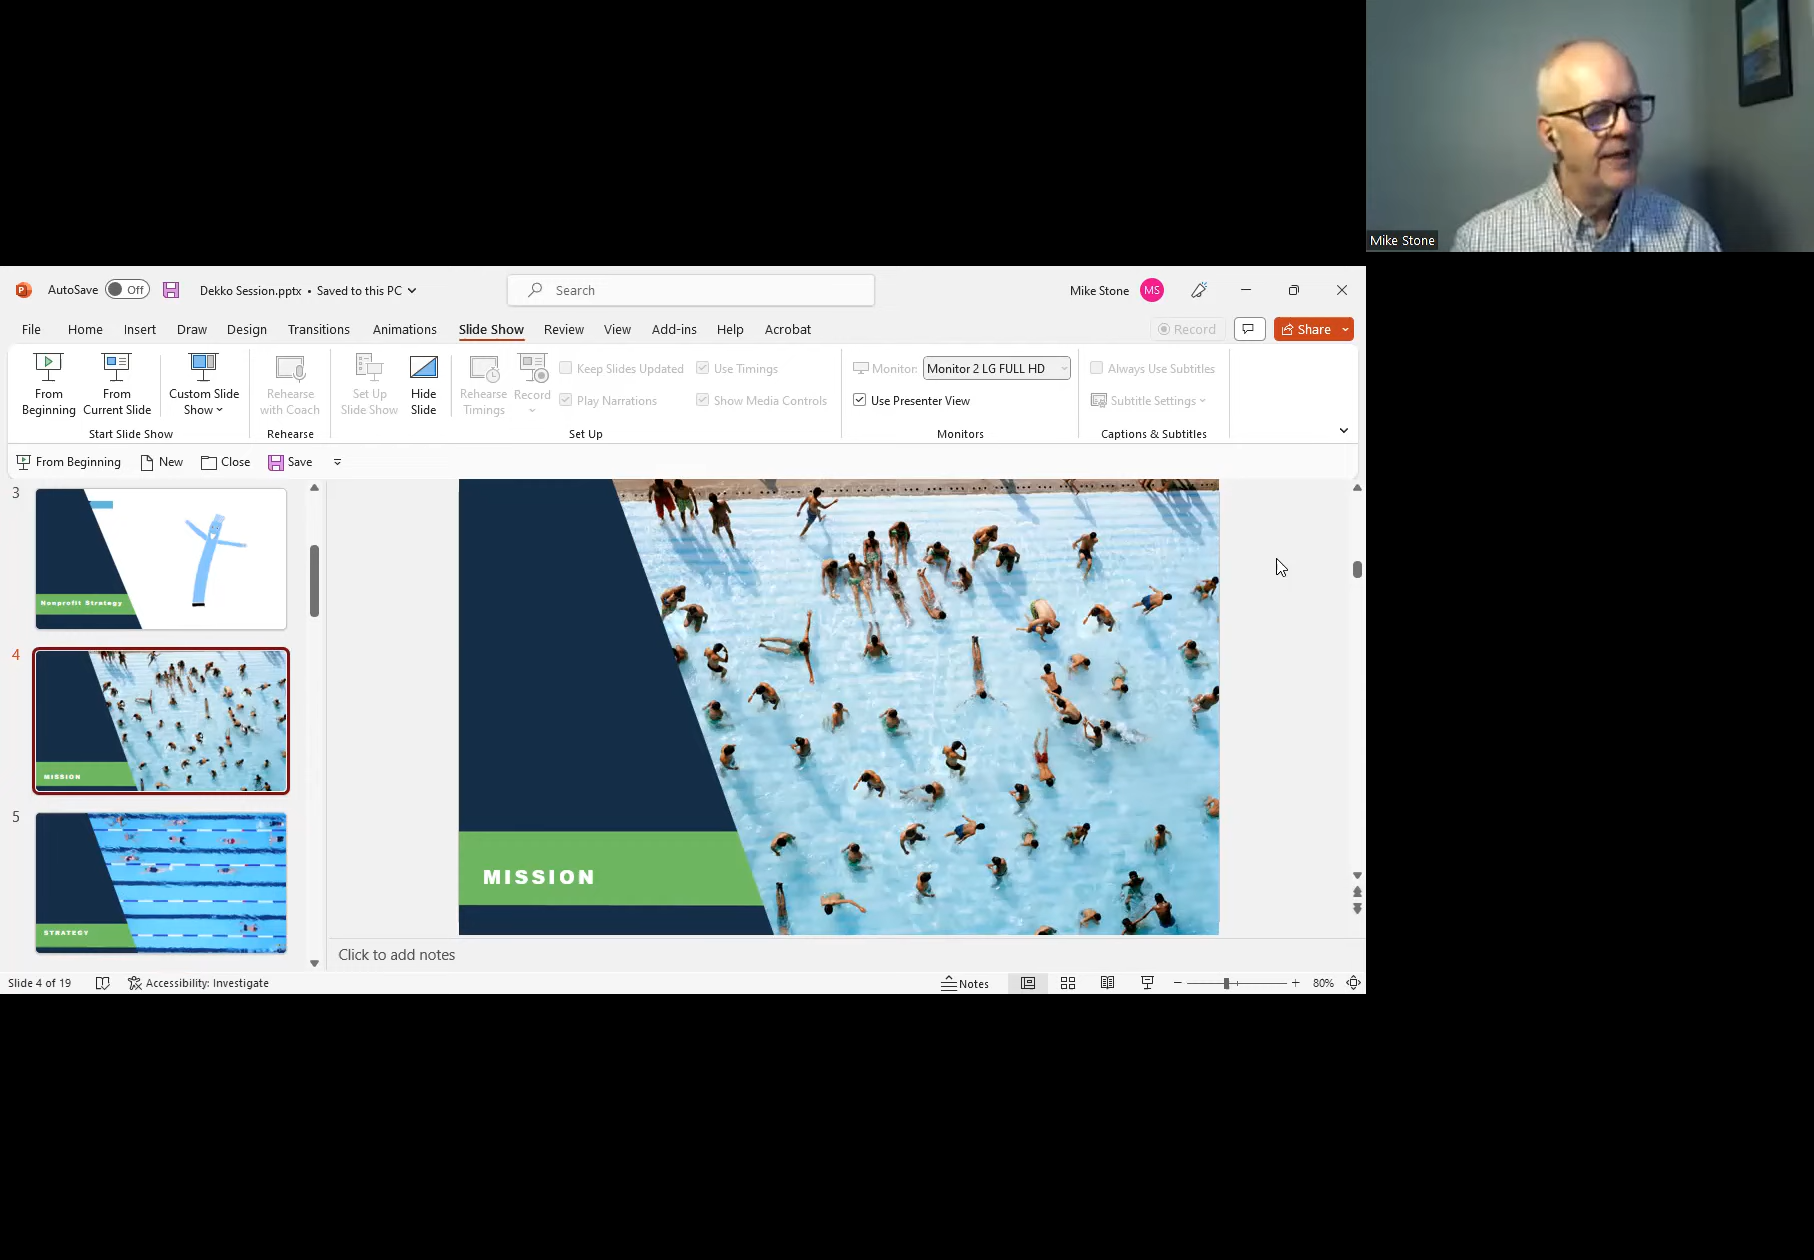 Mike Stone
AutoSave Off Dekko Session.pptx • Saved to this PC Search Mike Stone MS
File Home Insert Draw Design Transitions Animations Slide Show Review View Add-ins Help Acrobat Record Share
From Beginning
From Current Slide
Custom Slide Show
Start Slide Show
Rehearse with Coach
Rehearse
Set Up Slide Show
Hide Slide
Rehearse Timings
Record
Keep Slides Updated
Use Timings
Play Narrations
Show Media Controls
Set Up
Monitor: Monitor 2 LG FULL HD
Use Presenter View
Monitors
Always Use Subtitles
Subtitle Settings
Captions & Subtitles
From Beginning New Close Save
3
Nonprofit Strategy
4
MISSION
5
STRATEGY
MISSION
Click to add notes
Slide 4 of 19 Accessibility: Investigate Notes 80%